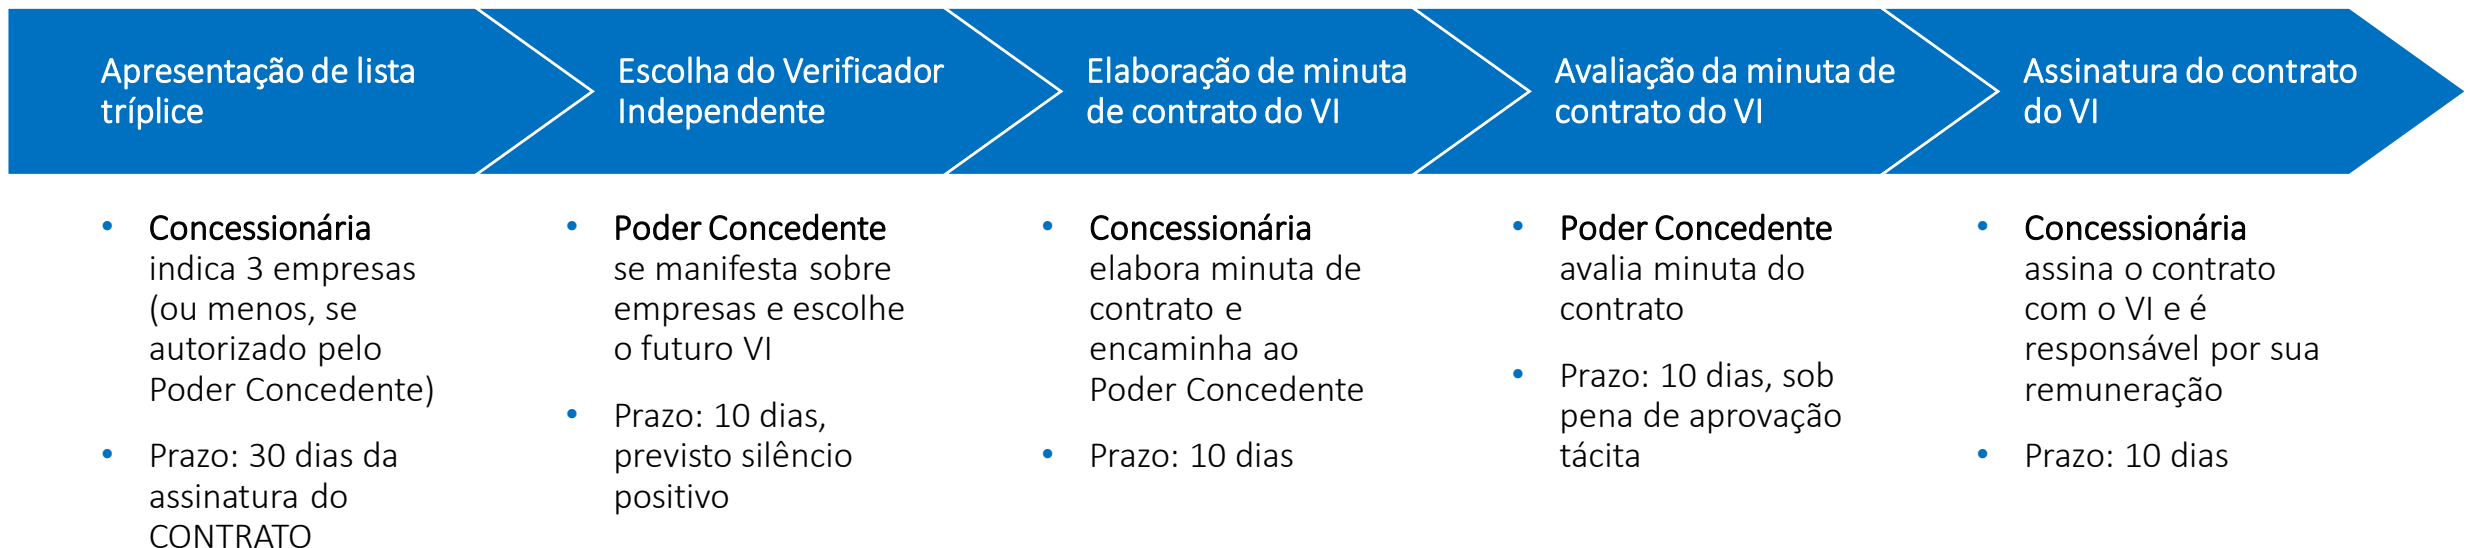 Apresentação de lista
tríplice
Escolha do Verificador
Independente
Elaboração de minuta
de contrato do VI
Avaliação da minuta de
contrato do VI
Assinatura do contrato
do VI
• Concessionária
indica 3 empresas
(ou menos, se
autorizado pelo
Poder Concedente)
• Prazo: 30 dias da
assinatura do
CONTRATO
• Poder Concedente
se manifesta sobre
empresas e escolhe
o futuro VI
• Prazo: 10 dias,
previsto silêncio
positivo
• Concessionária
elabora minuta de
contrato e
encaminha ao
Poder Concedente
• Prazo: 10 dias
• Poder Concedente
avalia minuta do
contrato
• Prazo: 10 dias, sob
pena de aprovação
tácita
• Concessionária
assina o contrato
com o VI e é
responsável por sua
remuneração
• Prazo: 10 dias